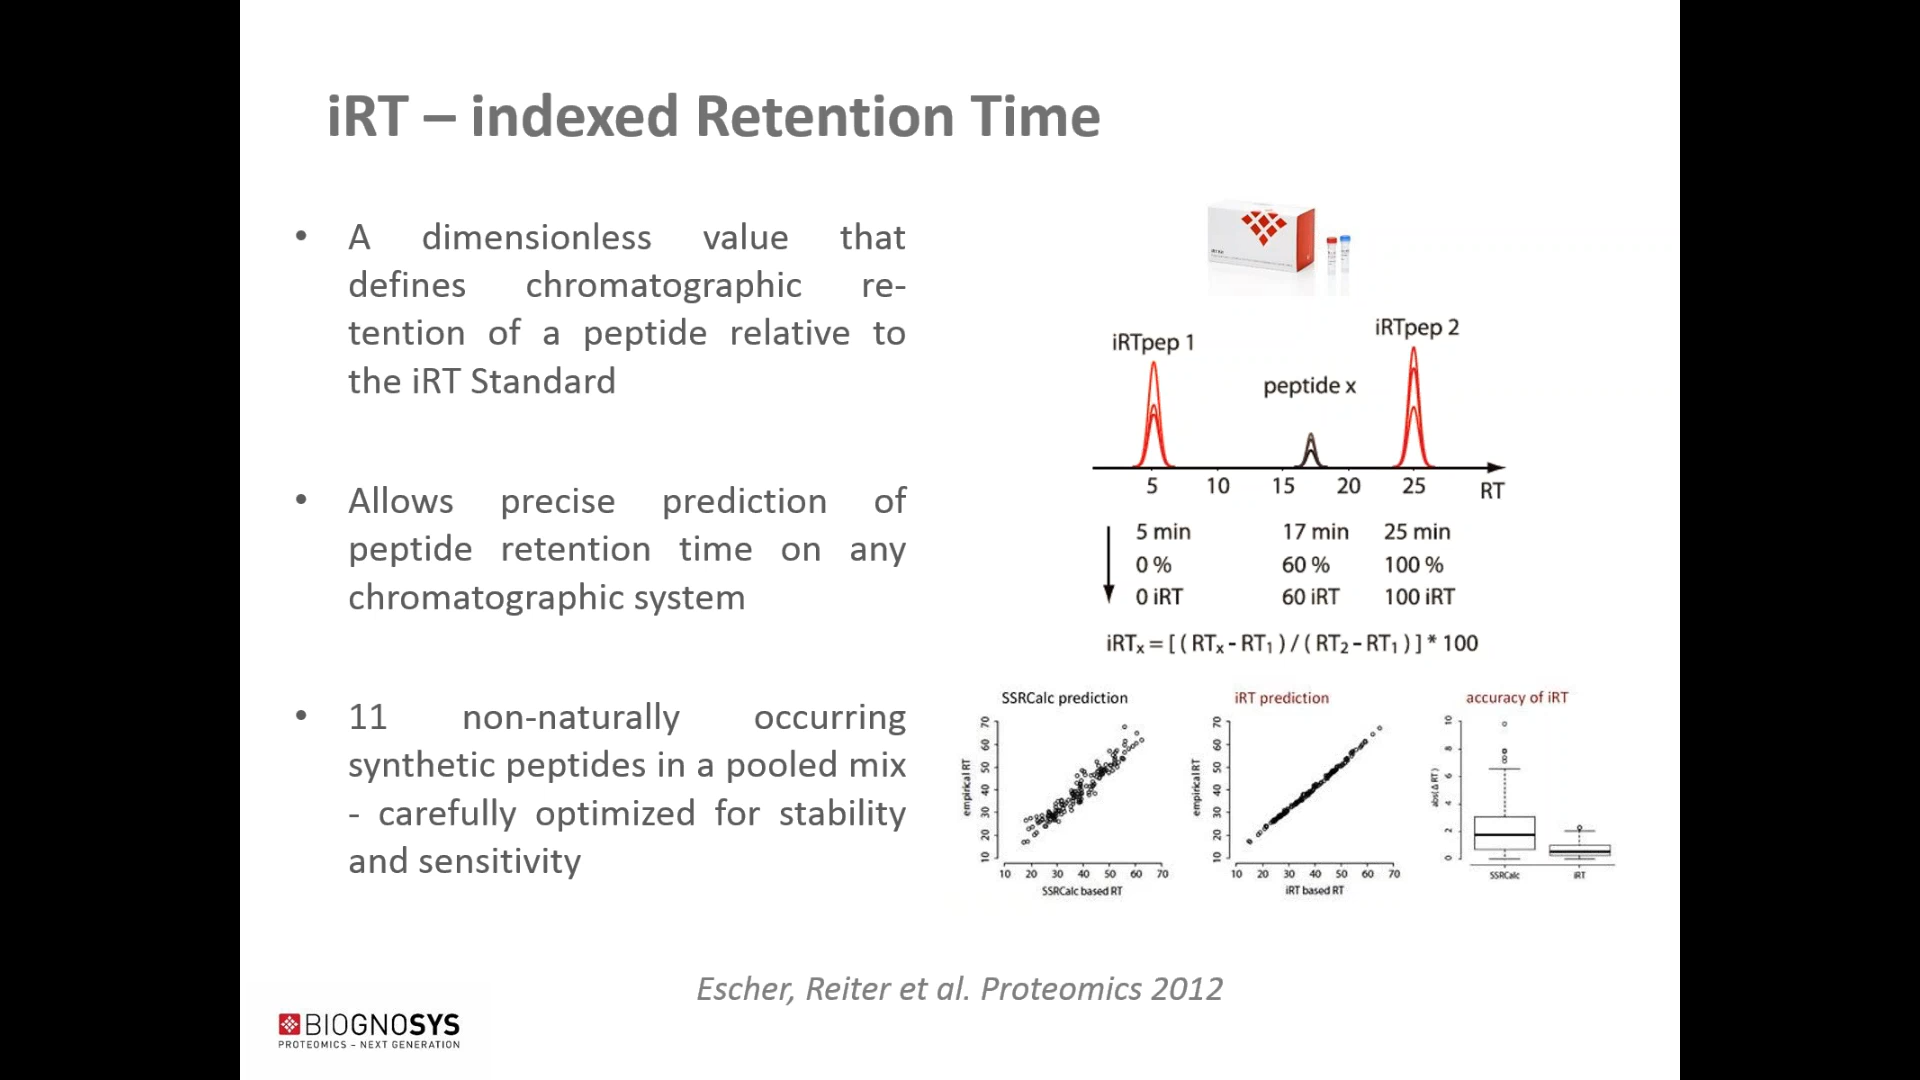 iRT – indexed Retention Time
• A dimensionless value that
defines chromatographic re-
tention of a peptide relative to
the iRT Standard
• Allows precise prediction of
peptide retention time on any
chromatographic system
• 11 non-naturally occurring
synthetic peptides in a pooled mix
- carefully optimized for stability
and sensitivity
iRTpep 1
iRTpep 2
peptide x
5 10 15 20 25 RT
5 min 17 min 25 min
0 % 60 % 100 %
0 iRT 60 iRT 100 iRT
iRTx = [ ( RTx - RT1 ) / ( RT2 - RT1 ) ] * 100
SSRCalc prediction
empirical RT
70
60
50
40
30
20
10
10 20 30 40 50 60 70
SSRCalc based RT
iRT prediction
empirical RT
70
60
50
40
30
20
10
10 20 30 40 50 60 70
iRT based RT
accuracy of iRT
abs(Δ RT)
10
8
6
4
2
0
SSRCalc iRT
Escher, Reiter et al. Proteomics 2012
BIOGNOSYS
PROTEOMICS – NEXT GENERATION